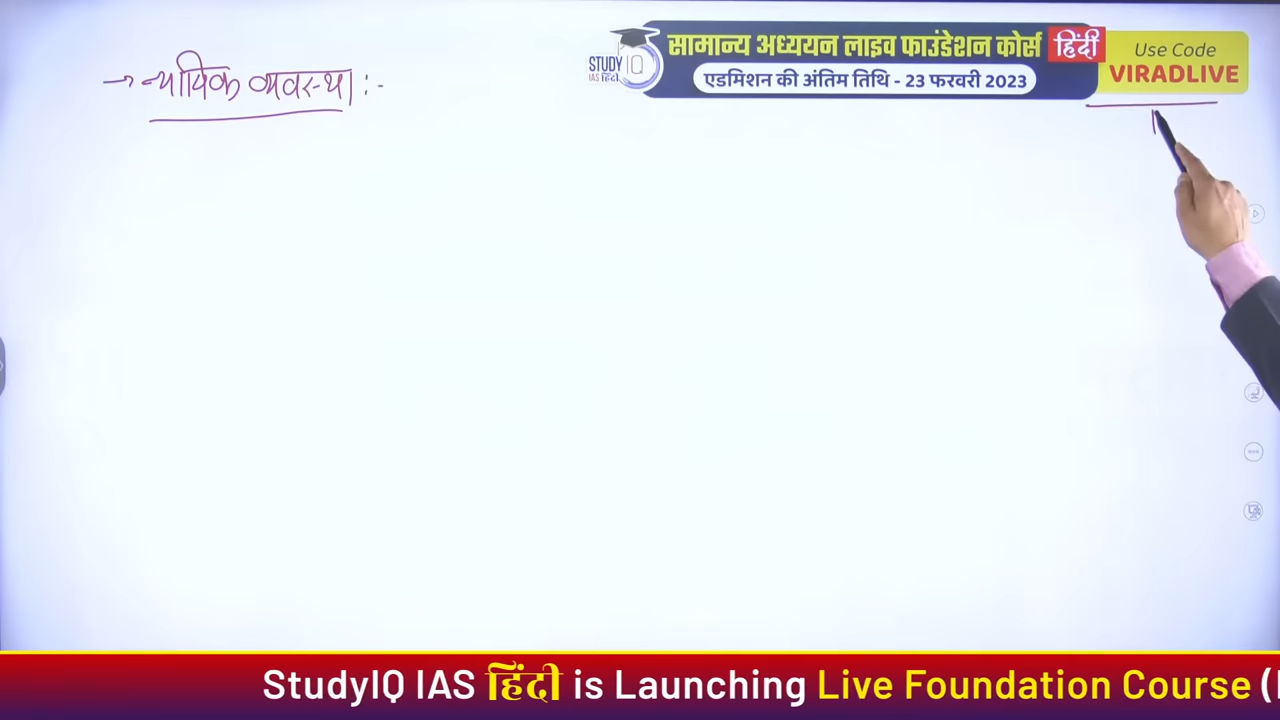 → न्यायिक व्यवस्था :-
STUDY IQ
IAS हिंदी
सामान्य अध्ययन लाइव फाउंडेशन कोर्स हिंदी
एडमिशन की अंतिम तिथि - 23 फरवरी 2023
Use Code
VIRADLIVE
StudyIQ IAS हिंदी is Launching Live Foundation Course (